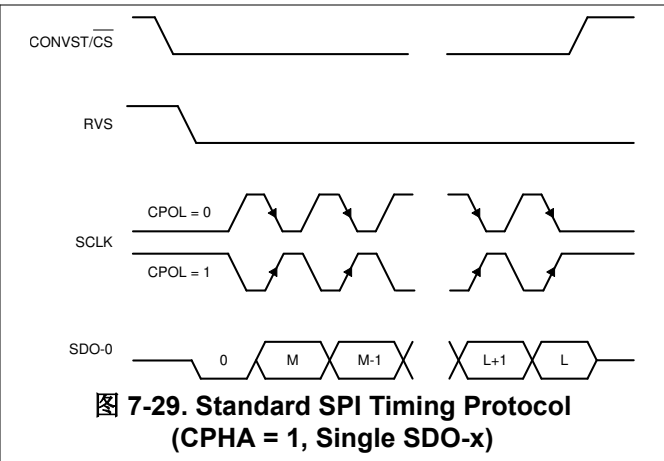 CONVST/CS
RVS
CPOL = 0
SCLK
CPOL = 1
SDO-0
0
M
M-1
L+1
L
图 7-29. Standard SPI Timing Protocol
(CPHA = 1, Single SDO-x)